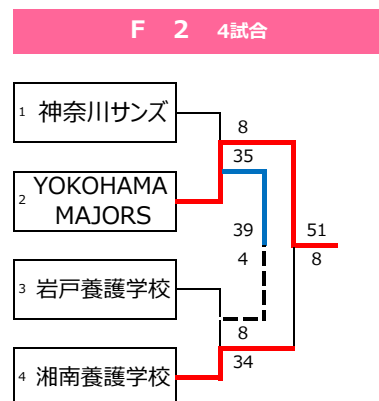 F 2 4試合
1 神奈川サンズ
8
35
2 YOKOHAMA
MAJORS
39 51
4 8
3 岩戸養護学校
8
34
4 湘南養護学校